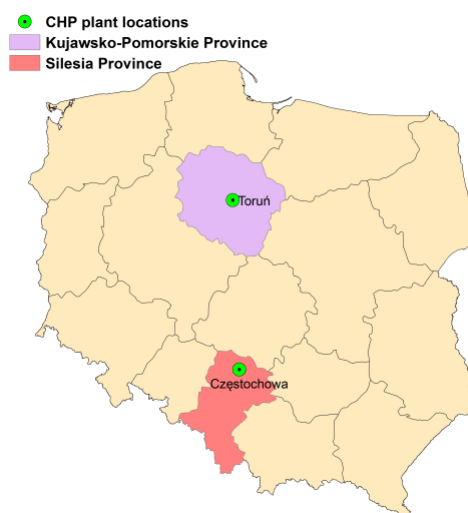 CHP plant locations
Kujawsko-Pomorskie Province
Silesia Province
Toruń
Częstochowa